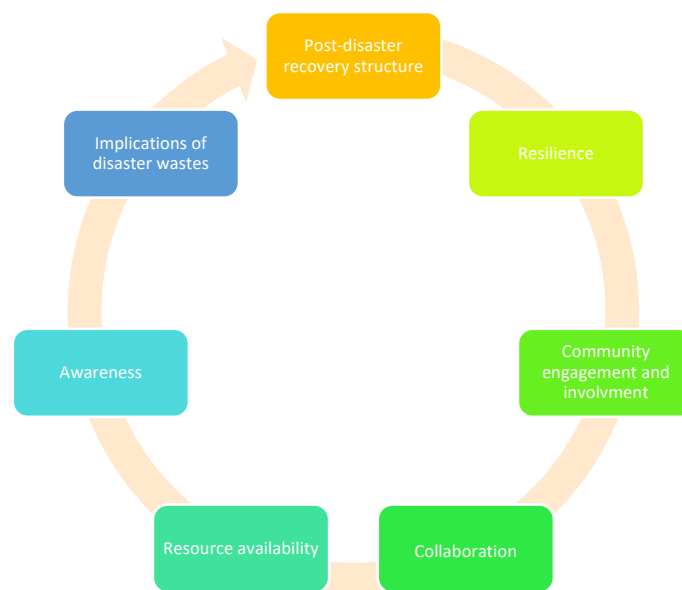 Post-disaster
recovery structure
Resilience
Community
engagement and
involvment
Collaboration
Resource availability
Awareness
Implications of
disaster wastes